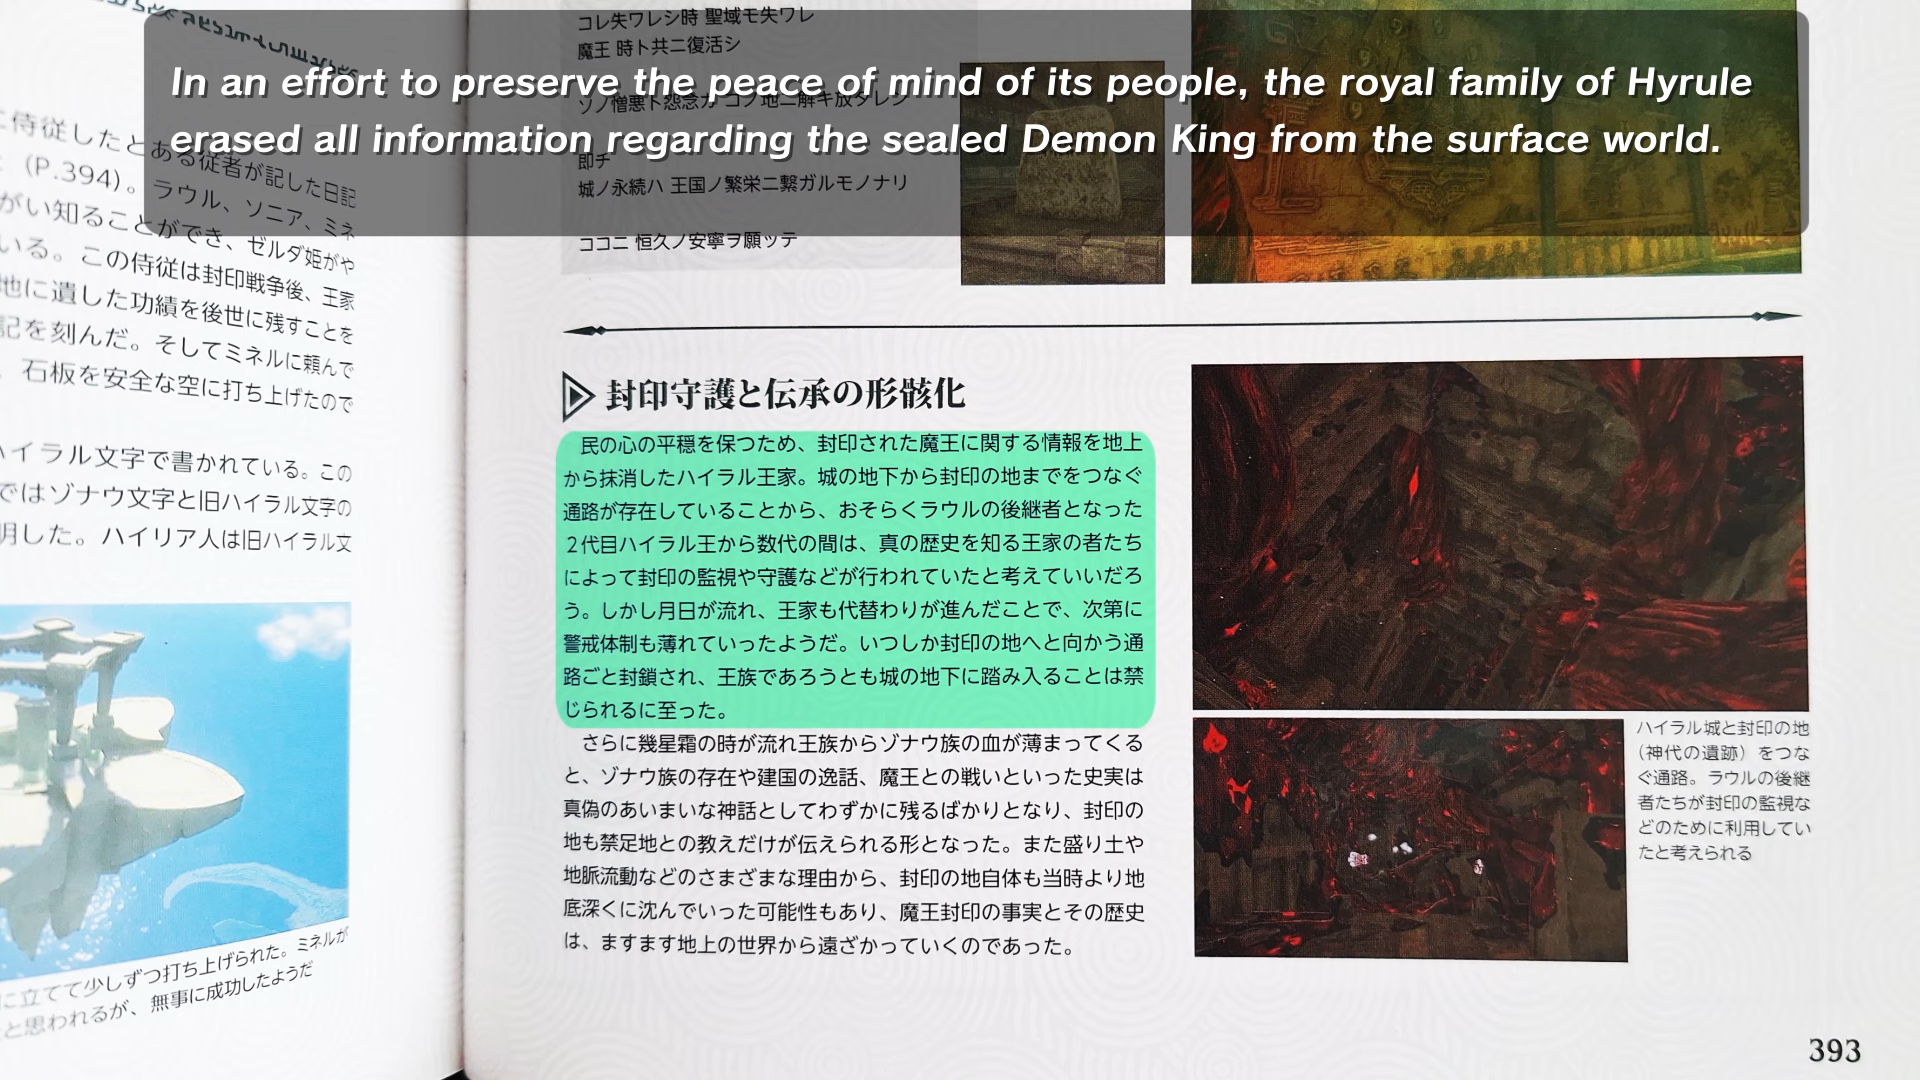 In an effort to preserve the peace of mind of its people, the royal family of Hyrule
erased all information regarding the sealed Demon King from the surface world.
に侍従したとある従者が記した日記
(P.394)。ラウル、ソニア、ミネ
がい知ることができ、ゼルダ姫がや
いる。この侍従は封印戦争後、王家
地に遺した功績を後世に残すことを
記を刻んだ。そしてミネルに頼んで
石板を安全な空に打ち上げたので
ハイラル文字で書かれている。この
ではゾナウ文字と旧ハイラル文字の
明した。ハイリア人は旧ハイラル文
に立てて少しずつ打ち上げられた。ミネルが
と思われるが、無事に成功したようだ
コレ失ワレシ時 聖域モ失ワレ
魔王 時ト共ニ復活シ
ソノ憎悪ト怨念ガ コノ地ニ解キ放タレン
即チ
城ノ永続ハ 王国ノ繁栄ニ繋ガルモノナリ
ココニ 恒久ノ安寧ヲ願ッテ
封印守護と伝承の形骸化
民の心の平穏を保つため、封印された魔王に関する情報を地上
から抹消したハイラル王家。城の地下から封印の地までをつなぐ
通路が存在していることから、おそらくラウルの後継者となった
2代目ハイラル王から数代の間は、真の歴史を知る王家の者たち
によって封印の監視や守護などが行われていたと考えていいだろ
う。しかし月日が流れ、王家も代替わりが進んだことで、次第に
警戒体制も薄れていったようだ。いつしか封印の地へと向かう通
路ごと封鎖され、王族であろうとも城の地下に踏み入ることは禁
じられるに至った。
さらに幾星霜の時が流れ王族からゾナウ族の血が薄まってくる
と、ゾナウ族の存在や建国の逸話、魔王との戦いといった史実は
真偽のあいまいな神話としてわずかに残るばかりとなり、封印の
地も禁足地との教えだけが伝えられる形となった。また盛り土や
地脈流動などのさまざまな理由から、封印の地自体も当時より地
底深くに沈んでいった可能性もあり、魔王封印の事実とその歴史
は、ますます地上の世界から遠ざかっていくのであった。
ハイラル城と封印の地
（神代の遺跡）をつな
ぐ通路。ラウルの後継
者たちが封印の監視な
どのために利用してい
たと考えられる
393